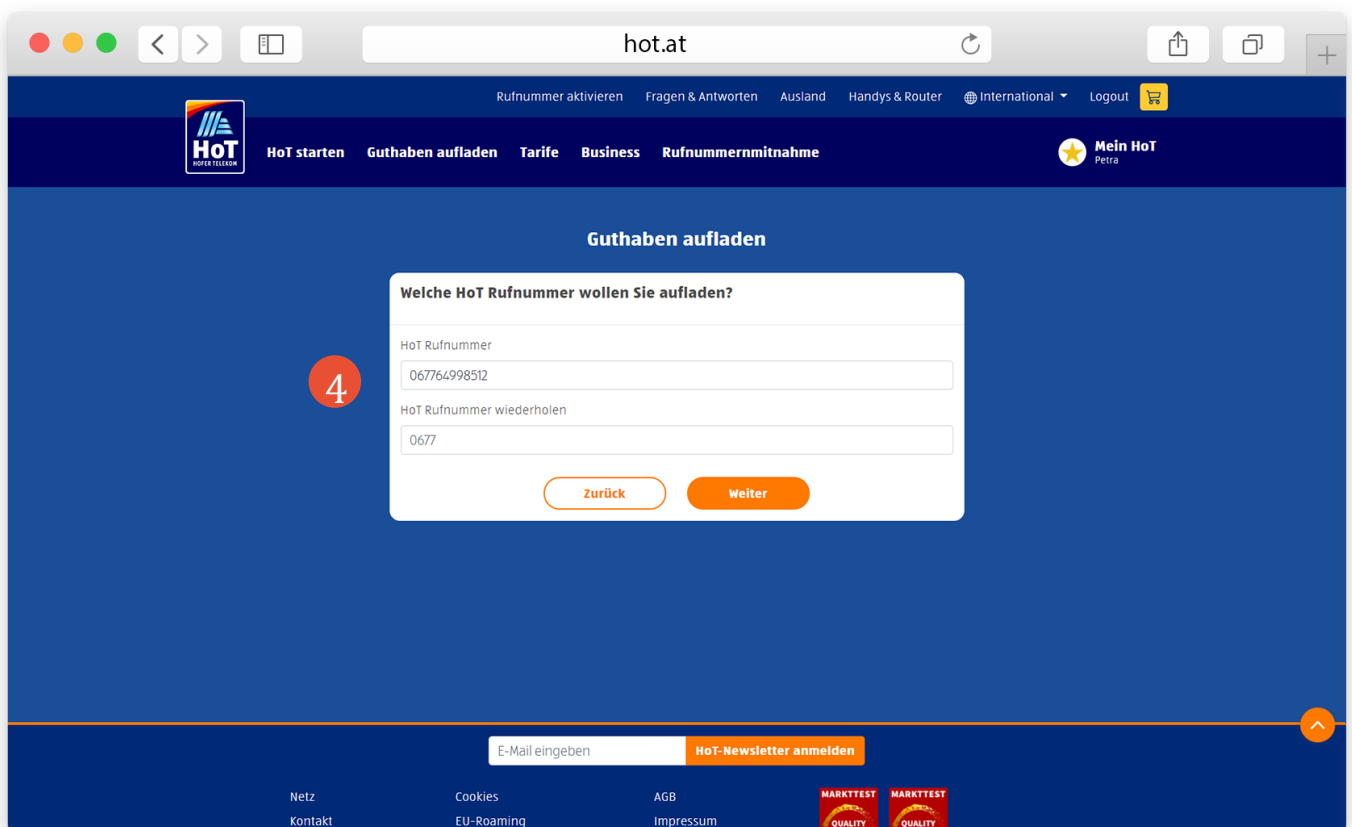 hot.at
Rufnummer aktivieren Fragen & Antworten Ausland Handys & Router International Logout
HoT
HOFER TELEKOM
HoT starten Guthaben aufladen Tarife Business Rufnummernmitnahme
Mein HoT
Petra
Guthaben aufladen
Welche HoT Rufnummer wollen Sie aufladen?
HoT Rufnummer
4
067764998512
HoT Rufnummer wiederholen
0677
Zurück Weiter
E-Mail eingeben HoT-Newsletter anmelden
Netz Cookies AGB MARKTTEST MARKTTEST
Kontakt EU-Roaming Impressum QUALITY QUALITY